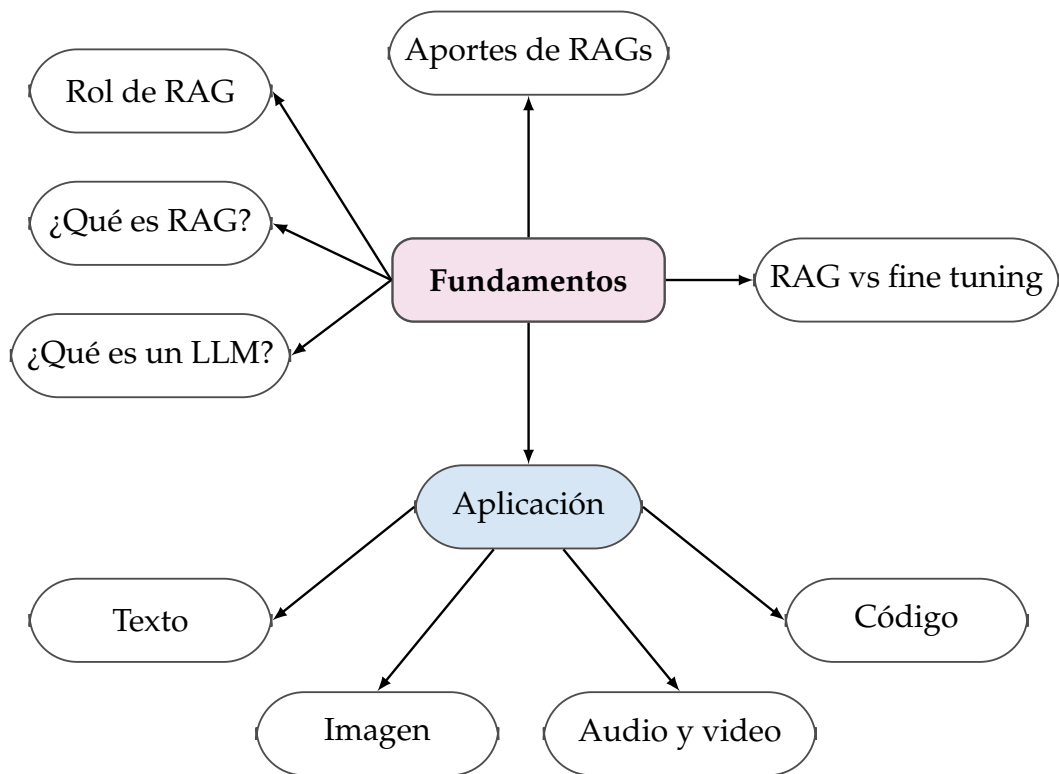 Aportes de RAGs
Rol de RAG
¿Qué es RAG?
Fundamentos
RAG vs fine tuning
¿Qué es un LLM?
Aplicación
Texto
Código
Imagen
Audio y video